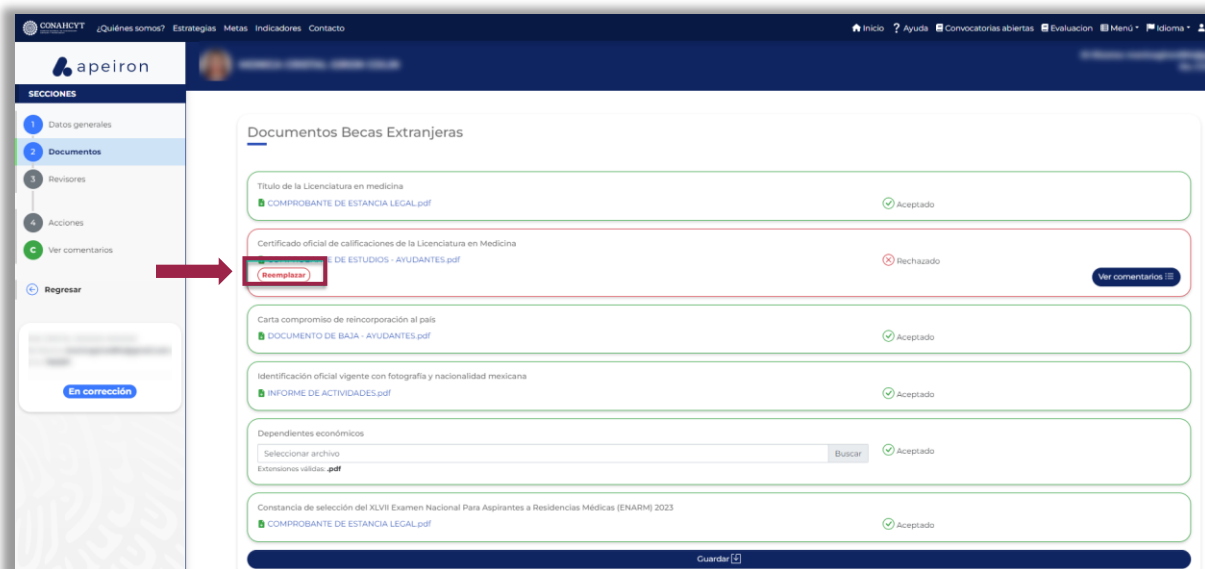 CONAHCYT ¿Quiénes somos? Estrategias Metas Indicadores Contacto Inicio ? Ayuda Convocatorias abiertas Evaluacion Menú Idioma
apeiron
SECCIONES
1 Datos generales
2 Documentos
3 Revisores
4 Acciones
C Ver comentarios
Regresar
En corrección
Documentos Becas Extranjeras
Título de la Licenciatura en medicina
COMPROBANTE DE ESTANCIA LEGAL.pdf
Aceptado
Certificado oficial de calificaciones de la Licenciatura en Medicina
DE ESTUDIOS - AYUDANTES.pdf
Rechazado
Reemplazar
Ver comentarios
Carta compromiso de reincorporación al país
DOCUMENTO DE BAJA - AYUDANTES.pdf
Aceptado
Identificación oficial vigente con fotografía y nacionalidad mexicana
INFORME DE ACTIVIDADES.pdf
Aceptado
Dependientes económicos
Seleccionar archivo Buscar
Aceptado
Extensiones válidas: .pdf
Constancia de selección del XLVII Examen Nacional Para Aspirantes a Residencias Médicas (ENARM) 2023
COMPROBANTE DE ESTANCIA LEGAL.pdf
Aceptado
Guardar